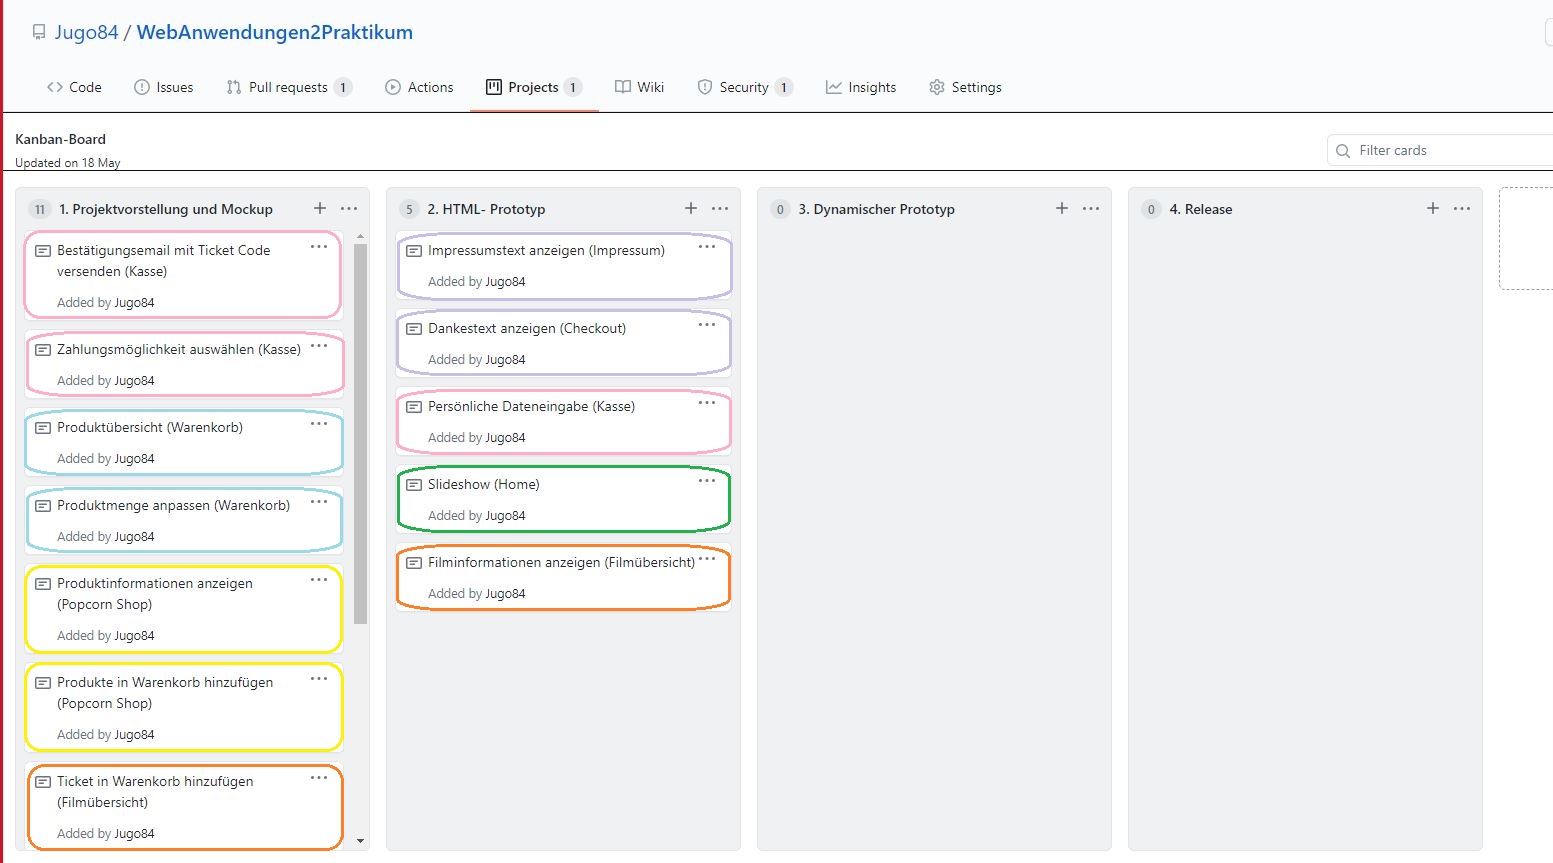 Jugo84 / WebAnwendungen2Praktikum
Code Issues Pull requests 1 Actions Projects 1 Wiki Security 1 Insights Settings
Kanban-Board
Updated on 18 May
Filter cards
11 1. Projektvorstellung und Mockup
Bestätigungsemail mit Ticket Code
versenden (Kasse)
Added by Jugo84
Zahlungsmöglichkeit auswählen (Kasse)
Added by Jugo84
Produktübersicht (Warenkorb)
Added by Jugo84
Produktmenge anpassen (Warenkorb)
Added by Jugo84
Produktinformationen anzeigen
(Popcorn Shop)
Added by Jugo84
Produkte in Warenkorb hinzufügen
(Popcorn Shop)
Added by Jugo84
Ticket in Warenkorb hinzufügen
(Filmübersicht)
Added by Jugo84
5 2. HTML- Prototyp
Impressumstext anzeigen (Impressum)
Added by Jugo84
Dankestext anzeigen (Checkout)
Added by Jugo84
Persönliche Dateneingabe (Kasse)
Added by Jugo84
Slideshow (Home)
Added by Jugo84
Filminformationen anzeigen (Filmübersicht)
Added by Jugo84
0 3. Dynamischer Prototyp
0 4. Release